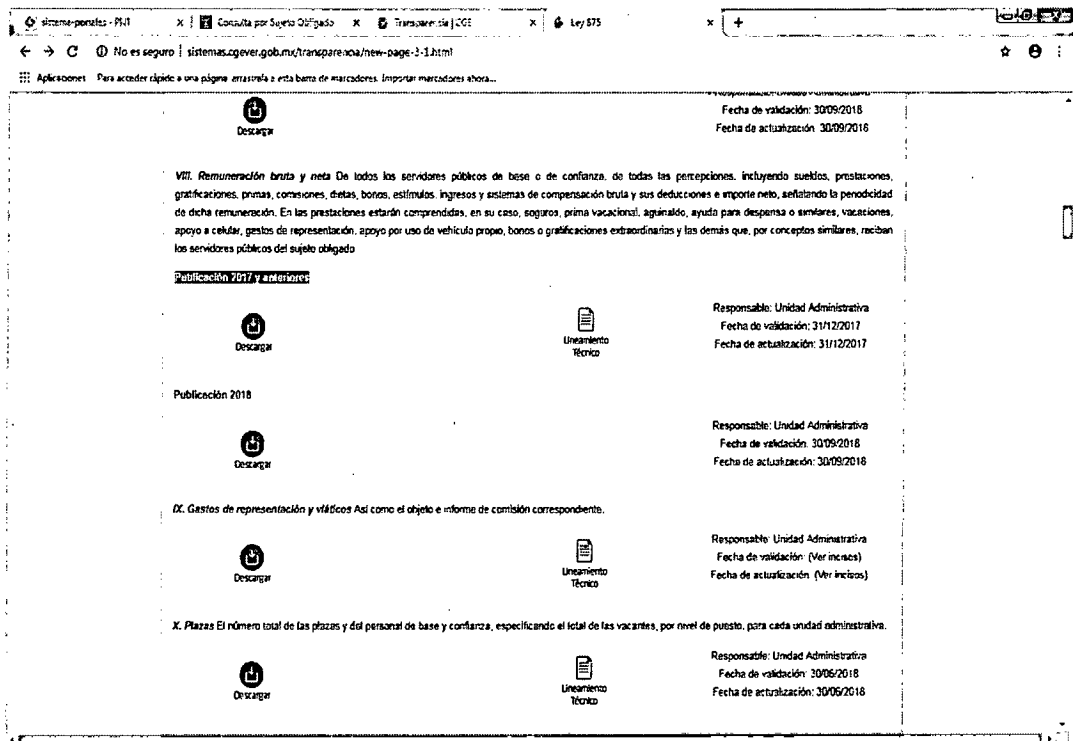 sistema-portales - PNT
Consulta por Sujeto Obligado
Transparencia | CGE
Ley 875
No es seguro | sistemas.cgever.gob.mx/transparencia/new-page-3-1.html
Aplicaciones Para acceder rápido a una página, arrástrala a esta barra de marcadores. Importar marcadores ahora...
Fecha de validación: 30/09/2018
Descargar
Fecha de actualización 30/09/2018
VIII. Remuneración bruta y neta De todos los servidores públicos de base o de confianza, de todas las percepciones, incluyendo sueldos, prestaciones,
gratificaciones, primas, comisiones, dietas, bonos, estímulos, ingresos y sistemas de compensación bruta y sus deducciones e importe neto, señalando la periodicidad
de dicha remuneración. En las prestaciones estarán comprendidas, en su caso, seguros, prima vacacional, aguinaldo, ayuda para despensa o similares, vacaciones,
apoyo a celular, gastos de representación, apoyo por uso de vehículo propio, bonos o gratificaciones extraordinarias y las demás que, por conceptos similares, reciban
los servidores públicos del sujeto obligado
Publicación 2017 y anteriores
Descargar
Lineamiento
Técnico
Responsable: Unidad Administrativa
Fecha de validación: 31/12/2017
Fecha de actualización: 31/12/2017
Publicación 2018
Descargar
Responsable: Unidad Administrativa
Fecha de validación: 30/09/2018
Fecha de actualización: 30/09/2018
IX. Gastos de representación y viáticos Así como el objeto e informe de comisión correspondiente.
Descargar
Lineamiento
Técnico
Responsable: Unidad Administrativa
Fecha de validación: (Ver incisos)
Fecha de actualización: (Ver incisos)
X. Plazas El número total de las plazas y del personal de base y confianza, especificando el total de las vacantes, por nivel de puesto, para cada unidad administrativa.
Descargar
Lineamiento
Técnico
Responsable: Unidad Administrativa
Fecha de validación: 30/06/2018
Fecha de actualización: 30/06/2018